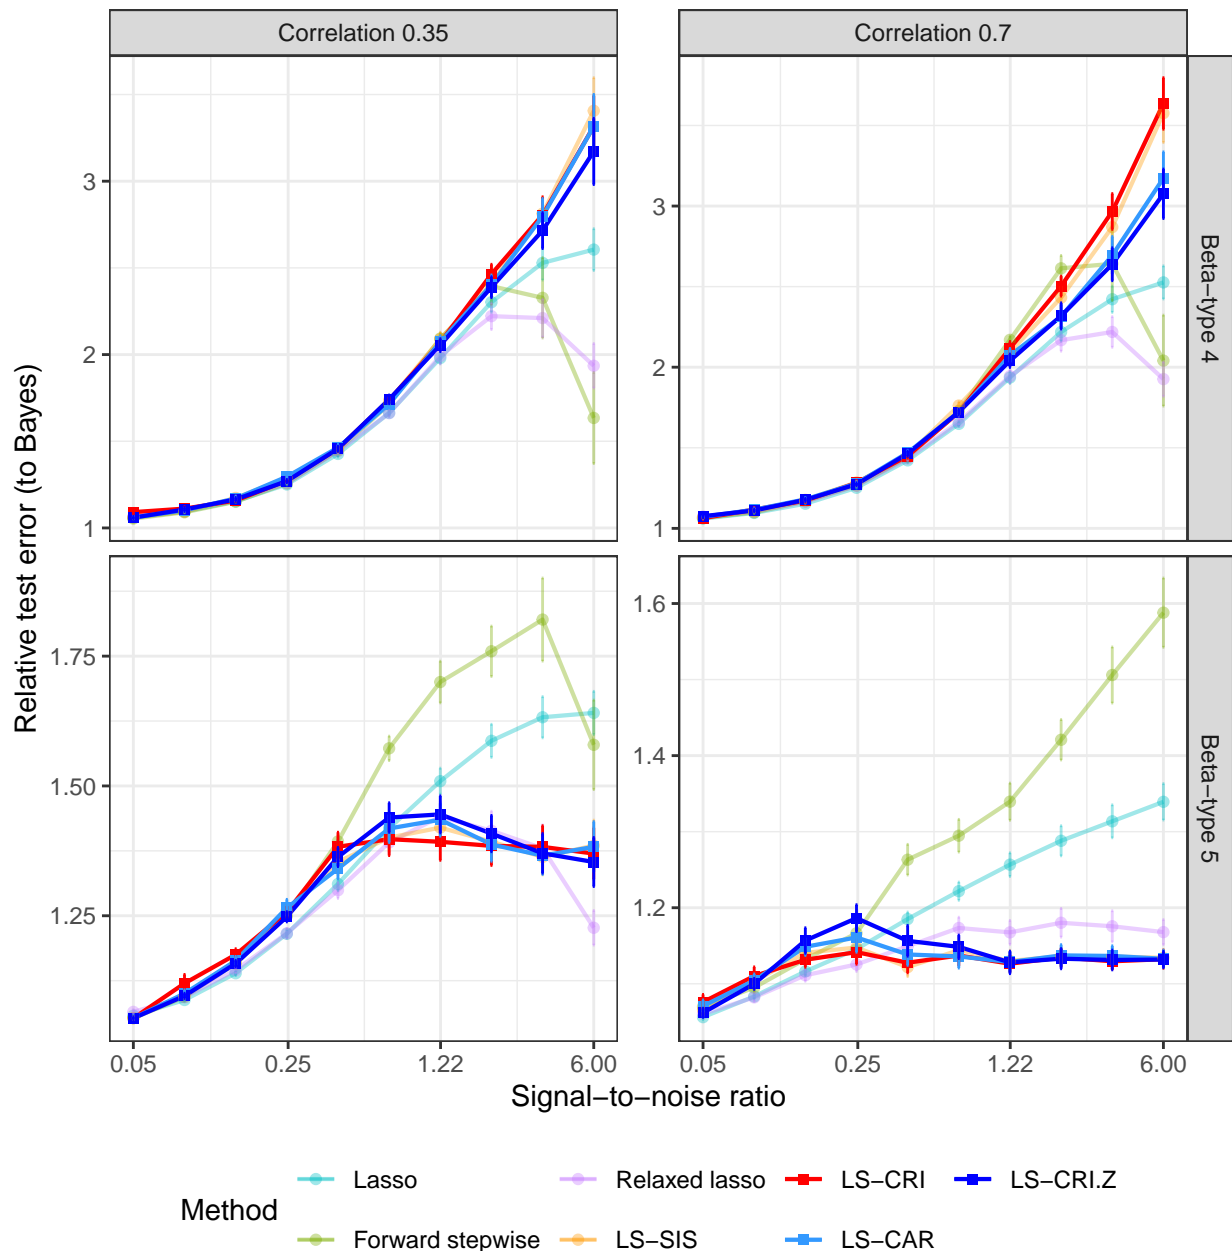 Correlation 0.35
Correlation 0.7
3
2
1
3
2
1
Beta−type 4
Relative test error (to Bayes)
1.75
1.50
1.25
1.6
1.4
1.2
Beta−type 5
0.05 0.25 1.22 6.00
0.05 0.25 1.22 6.00
Signal−to−noise ratio
Method
Lasso Relaxed lasso LS−CRI LS−CRI.Z
Forward stepwise LS−SIS LS−CAR